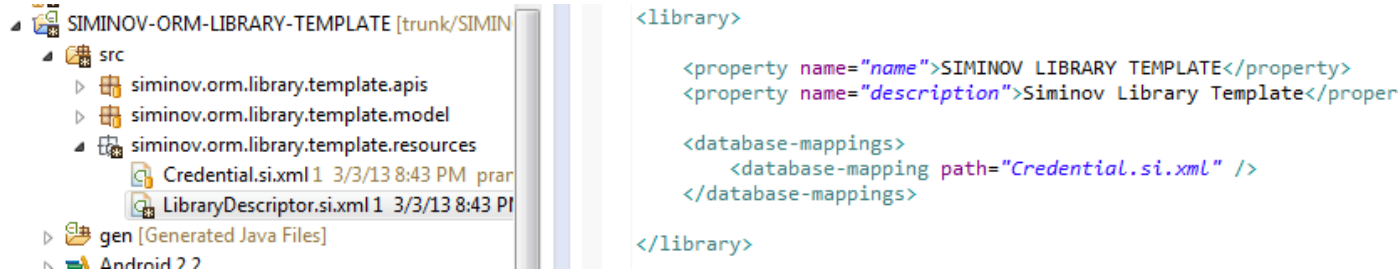 SIMINOV-ORM-LIBRARY-TEMPLATE [trunk/SIMIN
src
siminov.orm.library.template.apis
siminov.orm.library.template.model
siminov.orm.library.template.resources
Credential.si.xml 1 3/3/13 8:43 PM prar
LibraryDescriptor.si.xml 1 3/3/13 8:43 PM
gen [Generated Java Files]
Android 2.2
<library>
<property name="name">SIMINOV LIBRARY TEMPLATE</property>
<property name="description">Siminov Library Template</proper
<database-mappings>
<database-mapping path="Credential.si.xml" />
</database-mappings>
</library>